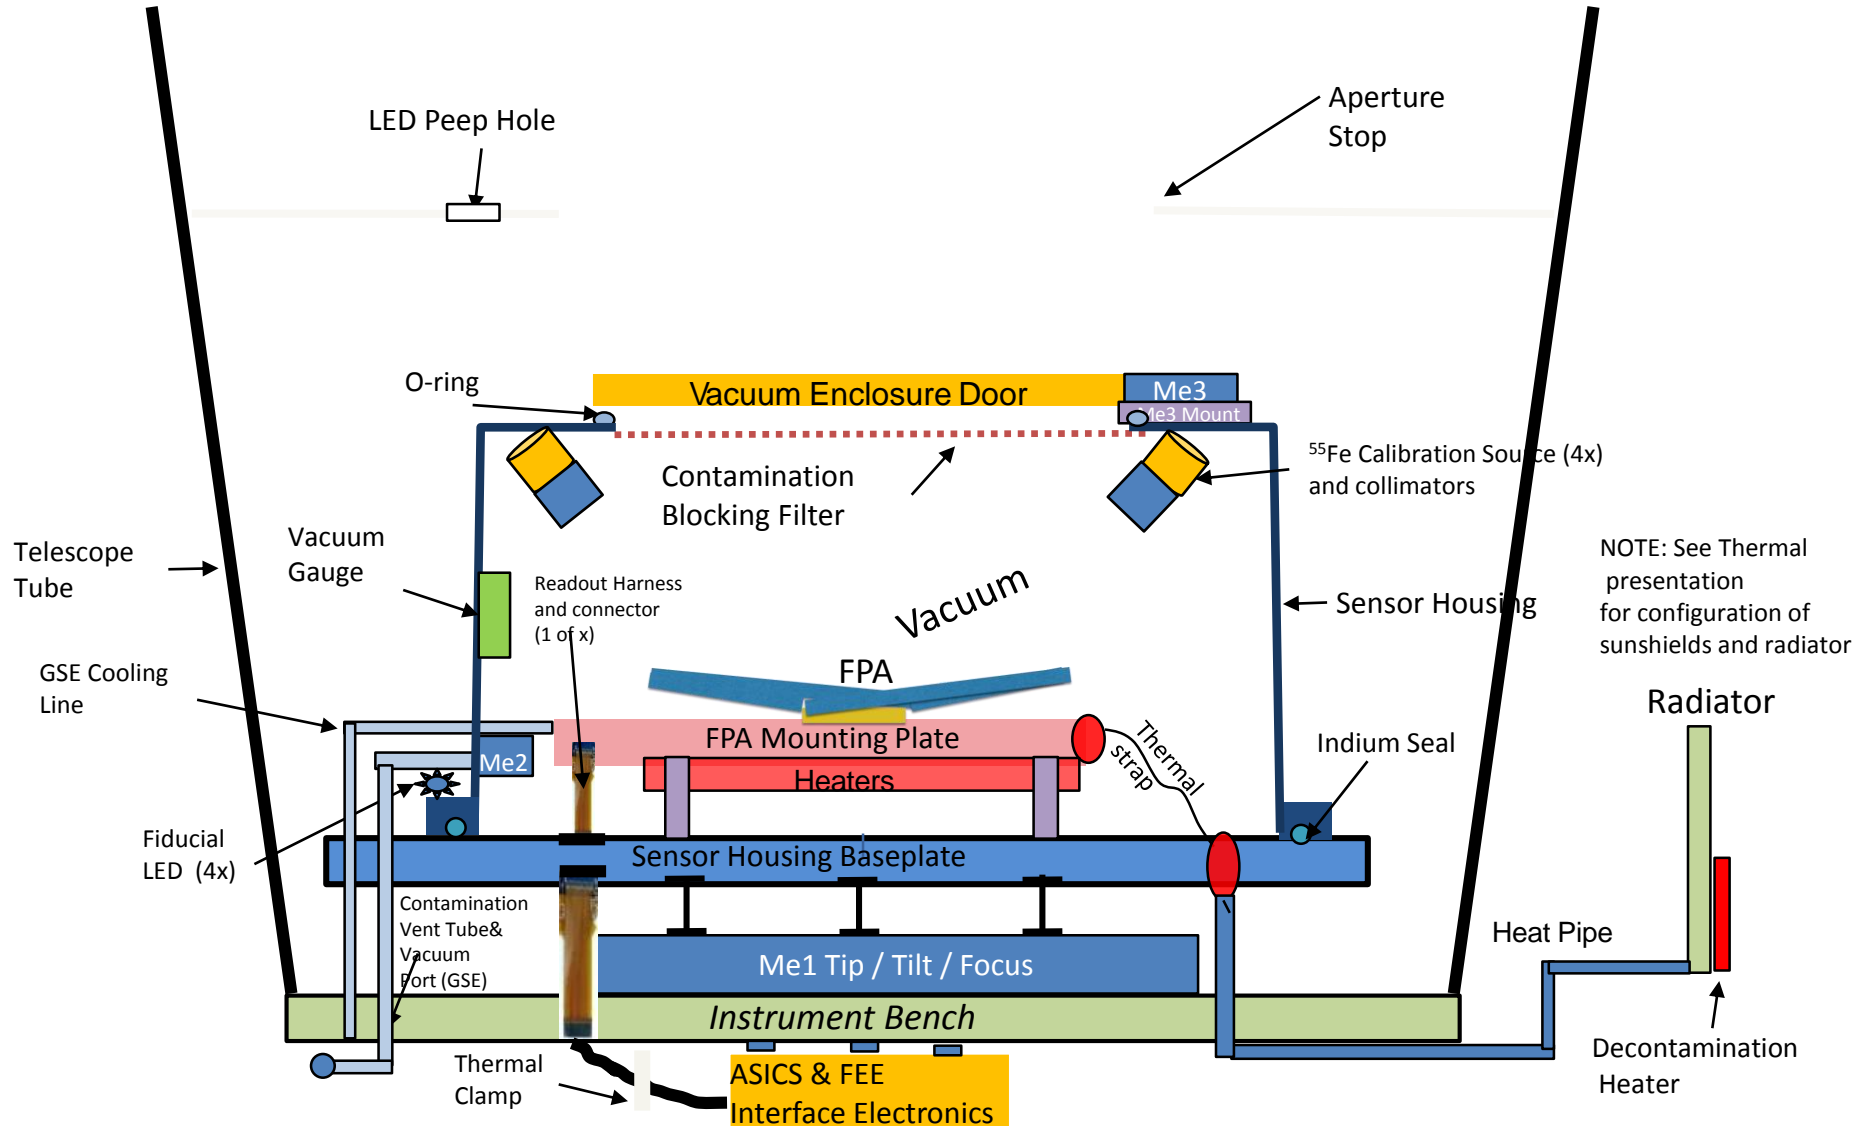 LED Peep Hole
Aperture
Stop
O-ring
Vacuum Enclosure Door
Me3
Me3 Mount
Contamination
Blocking Filter
55Fe Calibration Source (4x)
and collimators
Telescope
Tube
Vacuum
Gauge
Readout Harness
and connector
(1 of x)
Vacuum
Sensor Housing
NOTE: See Thermal
presentation
for configuration of
sunshields and radiator
GSE Cooling
Line
FPA
Radiator
FPA Mounting Plate
Thermal
strap
Indium Seal
Me2
Heaters
Fiducial
LED (4x)
Sensor Housing Baseplate
Contamination
Vent Tube&
Vacuum
Port (GSE)
Heat Pipe
Me1 Tip / Tilt / Focus
Instrument Bench
Thermal
Clamp
ASICS & FEE
Interface Electronics
Decontamination
Heater